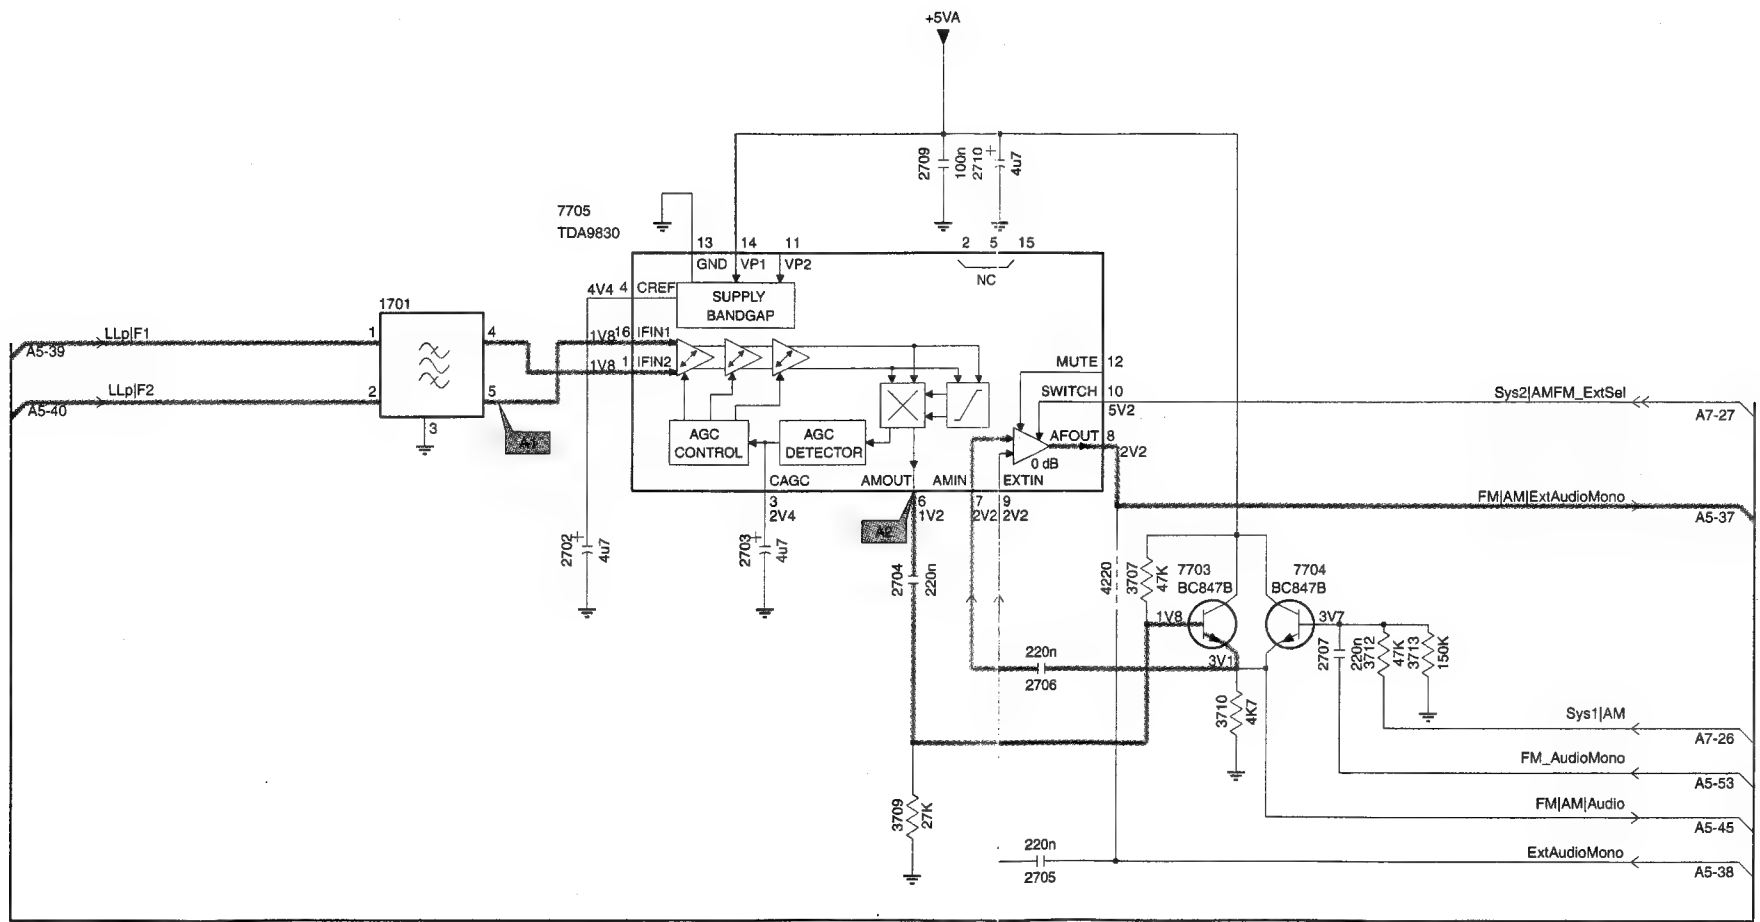 +5VA
2709
100n
2710
+
4u7
7705
TDA9830
13 14 11
GND VP1 VP2
2 5 15
NC
4V4 4 CREF
SUPPLY
BANDGAP
1701
LLp|F1
A5-39
1
4
1V8 16 IFIN1
1V8 1 IFIN2
LLp|F2
A5-40
2
5
3
MUTE 12
SWITCH 10
5V2
Sys2|AMFM_ExtSel
A7-27
AGC
CONTROL
AGC
DETECTOR
AFOUT 8
2V2
0 dB
CAGC
AMOUT
AMIN
EXTIN
3
2V4
6
1V2
7
2V2
9
2V2
A2
FM|AM|ExtAudioMono
A5-37
2702
+
4u7
2703
+
4u7
2704
220n
4220
3707
47K
7703
BC847B
7704
BC847B
1V8
3V7
3V1
220n
2706
2707
220n
3712
47K
3713
150K
3710
4K7
Sys1|AM
A7-26
FM_AudioMono
A5-53
3709
27K
FM|AM|Audio
A5-45
220n
2705
ExtAudioMono
A5-38